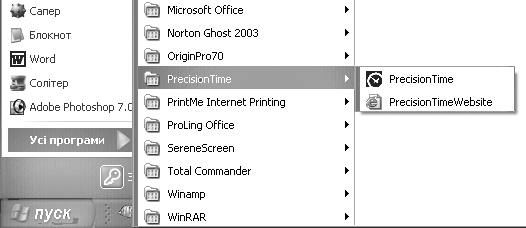 Сапер
Блокнот
Word
Солітер
Adobe Photoshop 7.0
Усі програми
пуск
Microsoft Office
Norton Ghost 2003
OriginPro70
PrecisionTime
PrintMe Internet Printing
ProLing Office
SereneScreen
Total Commander
Winamp
WinRAR
PrecisionTime
PrecisionTimeWebsite